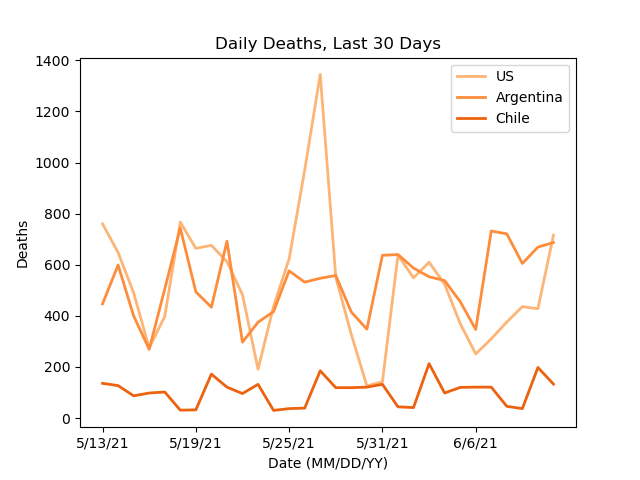 Daily Deaths, Last 30 Days
US
Argentina
Chile
1400
1200
1000
800
600
400
200
0
Deaths
5/13/21 5/19/21 5/25/21 5/31/21 6/6/21
Date (MM/DD/YY)